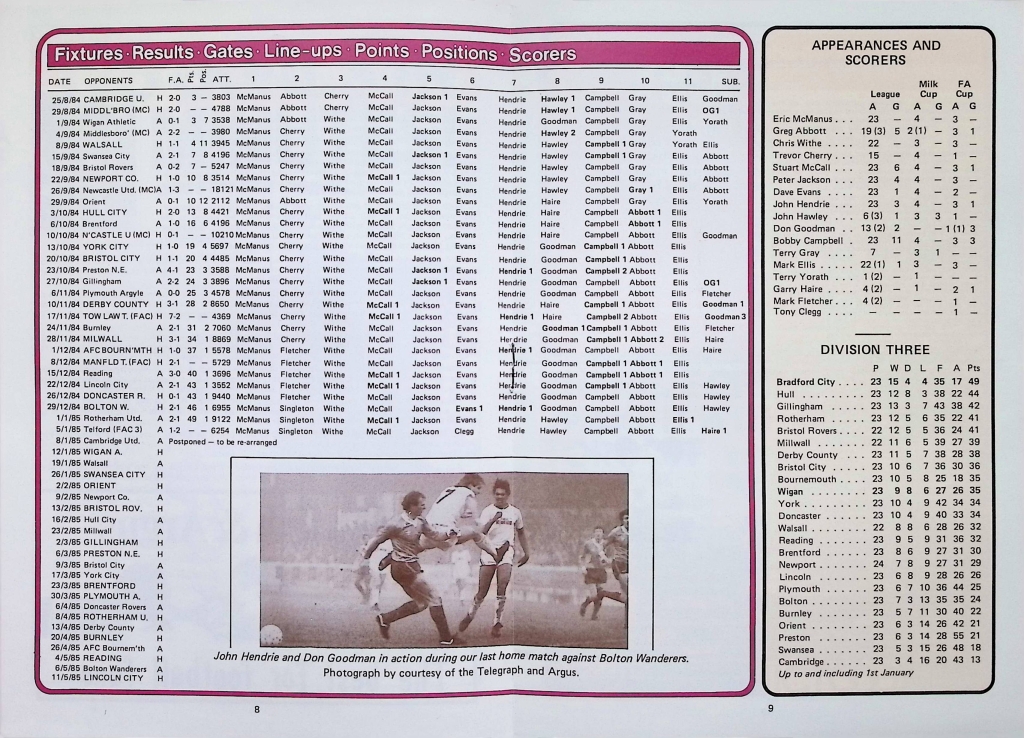 Fixtures · Results · Gates · Line-ups · Points · Positions · Scorers
DATE OPPONENTS F.A. Pts. Pos. ATT. 1 2 3 4 5 6 7 8 9 10 11 SUB.
25/8/84 CAMBRIDGE U. H 2-0 3 — 3803 McManus Abbott Cherry McCall Jackson 1 Evans Hendrie Hawley 1 Campbell Gray Ellis Goodman
29/8/84 MIDDL'BRO (MC) H 2-0 — — 4788 McManus Abbott Cherry McCall Jackson Evans Hendrie Hawley 1 Campbell Gray Ellis OG1
1/9/84 Wigan Athletic A 0-1 3 7 3538 McManus Abbott Withe McCall Jackson Evans Hendrie Goodman Campbell Gray Ellis Yorath
4/9/84 Middlesboro' (MC) A 2-2 — — 3980 McManus Cherry Withe McCall Jackson Evans Hendrie Hawley 2 Campbell Gray Yorath
8/9/84 WALSALL H 1-1 4 11 3945 McManus Cherry Withe McCall Jackson Evans Hendrie Hawley Campbell 1 Gray Yorath Ellis
15/9/84 Swansea City A 2-1 7 8 4196 McManus Cherry Withe McCall Jackson 1 Evans Hendrie Hawley Campbell 1 Gray Ellis Abbott
18/9/84 Bristol Rovers A 0-2 7 — 5247 McManus Cherry Withe McCall Jackson Evans Hendrie Hawley Campbell Gray Ellis Abbott
22/9/84 NEWPORT CO. H 1-0 10 8 3514 McManus Cherry Withe McCall 1 Jackson Evans Hendrie Hawley Campbell Gray Ellis Abbott
26/9/84 Newcastle Utd. (MC) A 1-3 — — 18121 McManus Cherry Withe McCall Jackson Evans Hendrie Hawley Campbell Gray 1 Ellis Abbott
29/9/84 Orient A 0-1 10 12 2112 McManus Abbott Withe McCall Jackson Evans Hendrie Haire Campbell Gray Ellis Yorath
3/10/84 HULL CITY H 2-0 13 8 4421 McManus Cherry Withe McCall 1 Jackson Evans Hendrie Haire Campbell Abbott 1 Ellis
6/10/84 Brentford A 1-0 16 6 4196 McManus Cherry Withe McCall Jackson Evans Hendrie Haire Campbell Abbott 1 Ellis
10/10/84 N'CASTLE U (MC) H 0-1 — — 10210 McManus Cherry Withe McCall Jackson Evans Hendrie Haire Campbell Abbott Ellis Goodman
13/10/84 YORK CITY H 1-0 19 4 5697 McManus Cherry Withe McCall Jackson Evans Hendrie Goodman Campbell 1 Abbott Ellis
20/10/84 BRISTOL CITY H 1-1 20 4 4485 McManus Cherry Withe McCall Jackson Evans Hendrie Goodman Campbell 1 Abbott Ellis
23/10/84 Preston N.E. A 4-1 23 3 3588 McManus Cherry Withe McCall Jackson 1 Evans Hendrie 1 Goodman Campbell 2 Abbott Ellis
27/10/84 Gillingham A 2-2 24 3 3896 McManus Cherry Withe McCall Jackson 1 Evans Hendrie Goodman Campbell Abbott Ellis OG1
6/11/84 Plymouth Argyle A 0-0 25 3 4578 McManus Cherry Withe McCall Jackson Evans Hendrie Goodman Campbell Abbott Ellis Fletcher
10/11/84 DERBY COUNTY H 3-1 28 2 8650 McManus Cherry Withe McCall 1 Jackson Evans Hendrie Haire Campbell 1 Abbott Ellis Goodman 1
17/11/84 TOW LAW T. (FAC) H 7-2 — — 4369 McManus Cherry Withe McCall 1 Jackson Evans Hendrie 1 Haire Campbell 2 Abbott Ellis Goodman 3
24/11/84 Burnley A 2-1 31 2 7060 McManus Cherry Withe McCall Jackson Evans Hendrie Goodman 1 Campbell 1 Abbott Ellis Fletcher
28/11/84 MILWALL H 3-1 34 1 8869 McManus Cherry Withe McCall Jackson Evans Hendrie Goodman Campbell 1 Abbott 2 Ellis Haire
1/12/84 AFC BOURN'MTH H 1-0 37 1 5578 McManus Fletcher Withe McCall Jackson Evans Hendrie 1 Goodman Campbell Abbott Ellis Haire
8/12/84 MANFLD T. (FAC) H 2-1 — — 5729 McManus Fletcher Withe McCall Jackson Evans Hendrie Goodman Campbell 1 Abbott 1 Ellis
15/12/84 Reading A 3-0 40 1 3696 McManus Fletcher Withe McCall 1 Jackson Evans Hendrie Goodman Campbell 1 Abbott 1 Ellis
22/12/84 Lincoln City A 2-1 43 1 3552 McManus Fletcher Withe McCall 1 Jackson Evans Hendrie Goodman Campbell 1 Abbott Ellis Hawley
26/12/84 DONCASTER R. H 0-1 43 1 9440 McManus Fletcher Withe McCall Jackson Evans Hendrie Goodman Campbell Abbott Ellis Hawley
29/12/84 BOLTON W. H 2-1 46 1 6955 McManus Singleton Withe McCall Jackson Evans 1 Hendrie 1 Goodman Campbell Abbott Ellis Hawley
1/1/85 Rotherham Utd. A 2-1 49 1 9122 McManus Singleton Withe McCall 1 Jackson Evans Hendrie Goodman Campbell Abbott Ellis 1
5/1/85 Telford (FAC 3) A 1-2 — — 6254 McManus Singleton Withe McCall Jackson Clegg Hendrie Hawley Campbell Abbott Ellis Haire 1
8/1/85 Cambridge Utd. A Postponed — to be re-arranged
12/1/85 WIGAN A. H
19/1/85 Walsall A
26/1/85 SWANSEA CITY H
2/2/85 ORIENT H
9/2/85 Newport Co. A
13/2/85 BRISTOL ROV. H
16/2/85 Hull City A
23/2/85 Millwall A
2/3/85 GILLINGHAM H
6/3/85 PRESTON N.E. H
9/3/85 Bristol City A
17/3/85 York City A
23/3/85 BRENTFORD H
30/3/85 PLYMOUTH A. H
6/4/85 Doncaster Rovers A
8/4/85 ROTHERHAM U. H
13/4/85 Derby County A
20/4/85 BURNLEY H
26/4/85 AFC Bournem'th A
4/5/85 READING H
6/5/85 Bolton Wanderers A
11/5/85 LINCOLN CITY H
John Hendrie and Don Goodman in action during our last home match against Bolton Wanderers.
Photograph by courtesy of the Telegraph and Argus.
8
APPEARANCES AND
SCORERS
Milk FA
League Cup Cup
A G A G A G
Eric McManus . . . 23 — 4 — 3 —
Greg Abbott . . . 19 (3) 5 2(1) — 3 1
Chris Withe . . . 22 — 3 — 3 —
Trevor Cherry . . . 15 — 4 — 1 —
Stuart McCall . . . 23 6 4 — 3 1
Peter Jackson . . . 23 4 4 — 3 —
Dave Evans . . . 23 1 4 — 2 —
John Hendrie . . . 23 3 4 — 3 1
John Hawley . . . 6 (3) 1 3 3 1 —
Don Goodman . . . 13 (2) 2 — — 1 (1) 3
Bobby Campbell . 23 11 4 — 3 3
Terry Gray . . . . 7 — 3 1 —
Mark Ellis . . . . . 22 (1) 1 3 — 3 —
Terry Yorath . . . . 1 (2) — 1 — —
Garry Haire . . . . 4 (2) — 1 — 2 1
Mark Fletcher . . . 4 (2) — — — 1 —
Tony Clegg . . . . — — — — 1 —
DIVISION THREE
P W D L F A Pts
Bradford City . . . . 23 15 4 4 35 17 49
Hull . . . . . . . . 23 12 8 3 38 22 44
Gillingham . . . . . 23 13 3 7 43 38 42
Rotherham . . . . . 23 12 5 6 35 22 41
Bristol Rovers . . . . 22 12 5 5 36 24 41
Millwall . . . . . . 22 11 6 5 39 27 39
Derby County . . . 23 11 5 7 38 28 38
Bristol City . . . . . 23 10 6 7 36 30 36
Bournemouth . . . . 23 10 5 8 25 18 35
Wigan . . . . . . . 23 9 8 6 27 26 35
York . . . . . . . . 23 10 4 9 42 34 34
Doncaster . . . . . 23 10 4 9 40 33 34
Walsall . . . . . . . 22 8 8 6 28 26 32
Reading . . . . . . 23 9 5 9 31 36 32
Brentford . . . . . 23 8 6 9 27 31 30
Newport . . . . . . 24 7 8 9 27 31 29
Lincoln . . . . . . 23 6 8 9 28 26 26
Plymouth . . . . . 23 6 7 10 36 44 25
Bolton . . . . . . . 23 7 3 13 35 35 24
Burnley . . . . . . 23 5 7 11 30 40 22
Orient . . . . . . . 23 6 3 14 26 42 21
Preston . . . . . . 23 6 3 14 28 55 21
Swansea . . . . . . 23 5 3 15 26 48 18
Cambridge . . . . . 23 3 4 16 20 43 13
Up to and including 1st January
9